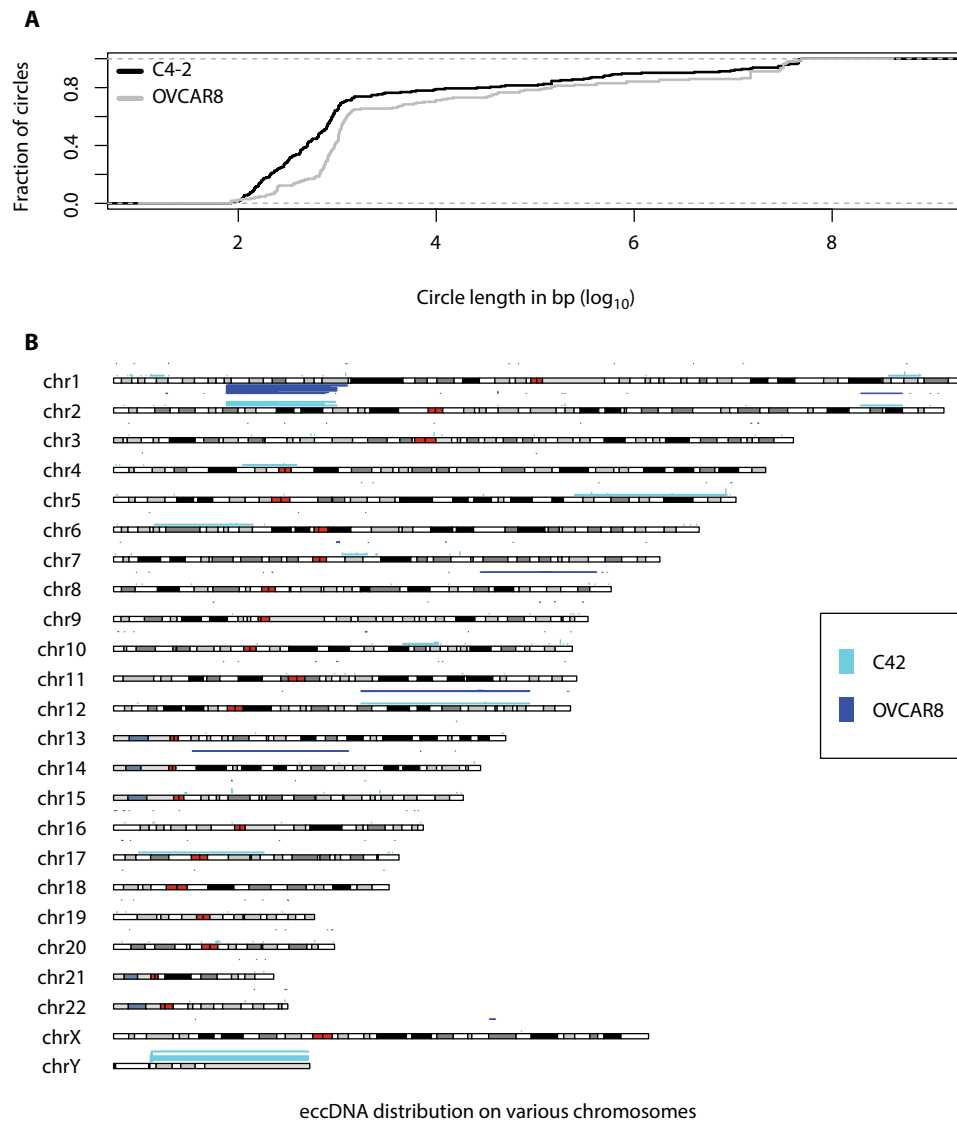 A
Fraction of circles
0.0 0.4 0.8
C4-2
OVCAR8
2 4 6 8
Circle length in bp (log10)
B
chr1
chr2
chr3
chr4
chr5
chr6
chr7
chr8
chr9
chr10
chr11
chr12
chr13
chr14
chr15
chr16
chr17
chr18
chr19
chr20
chr21
chr22
chrX
chrY
C42
OVCAR8
eccDNA distribution on various chromosomes